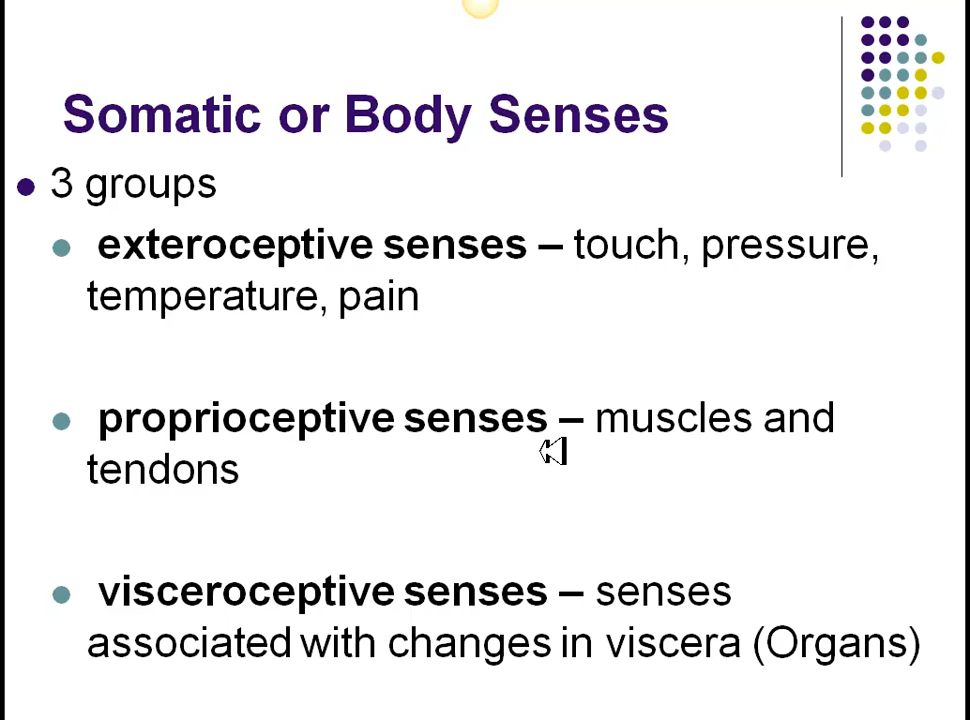 Somatic or Body Senses
3 groups
exteroceptive senses – touch, pressure,
temperature, pain
proprioceptive senses – muscles and
tendons
visceroceptive senses – senses
associated with changes in viscera (Organs)